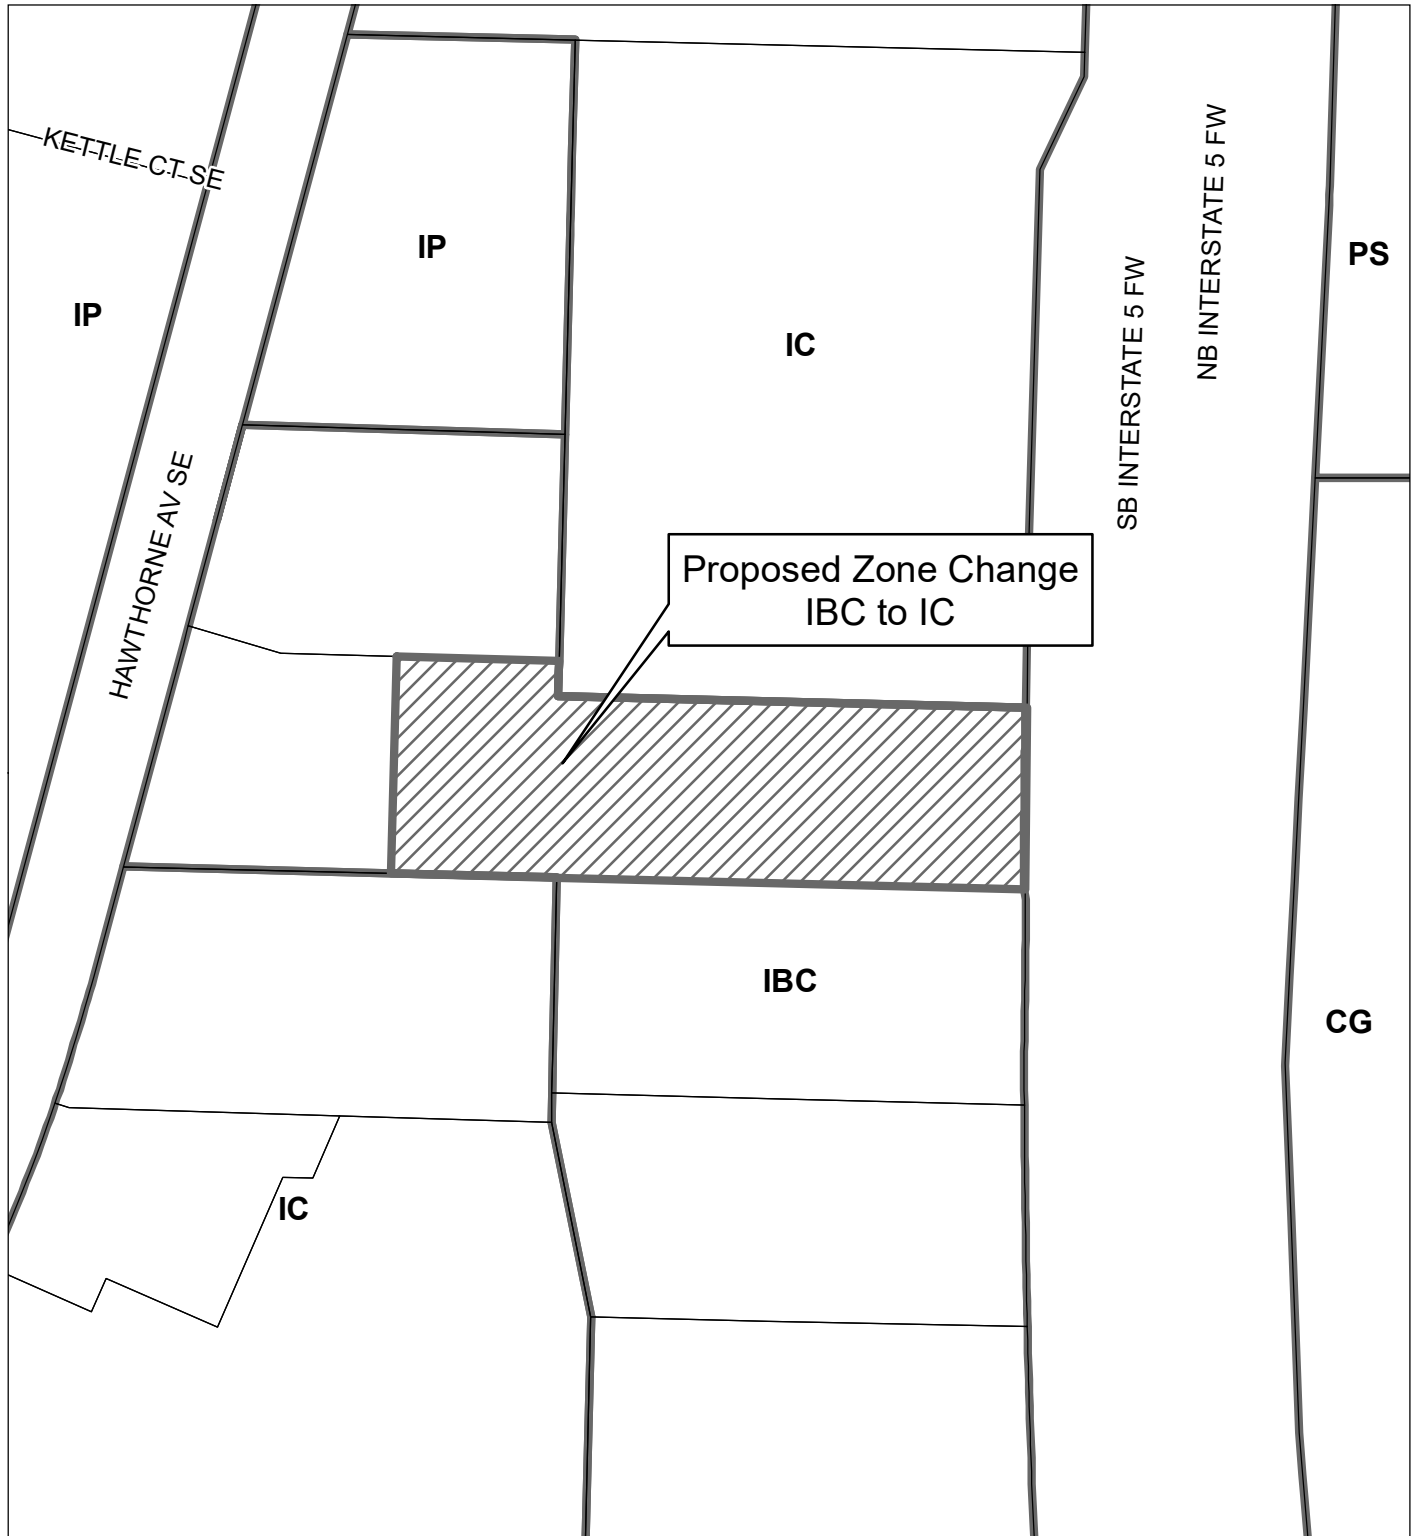 KETTLE CT SE
NB INTERSTATE 5 FW
IP
PS
SB INTERSTATE 5 FW
IP
IC
HAWTHORNE AV SE
Proposed Zone Change
IBC to IC
IBC
CG
IC